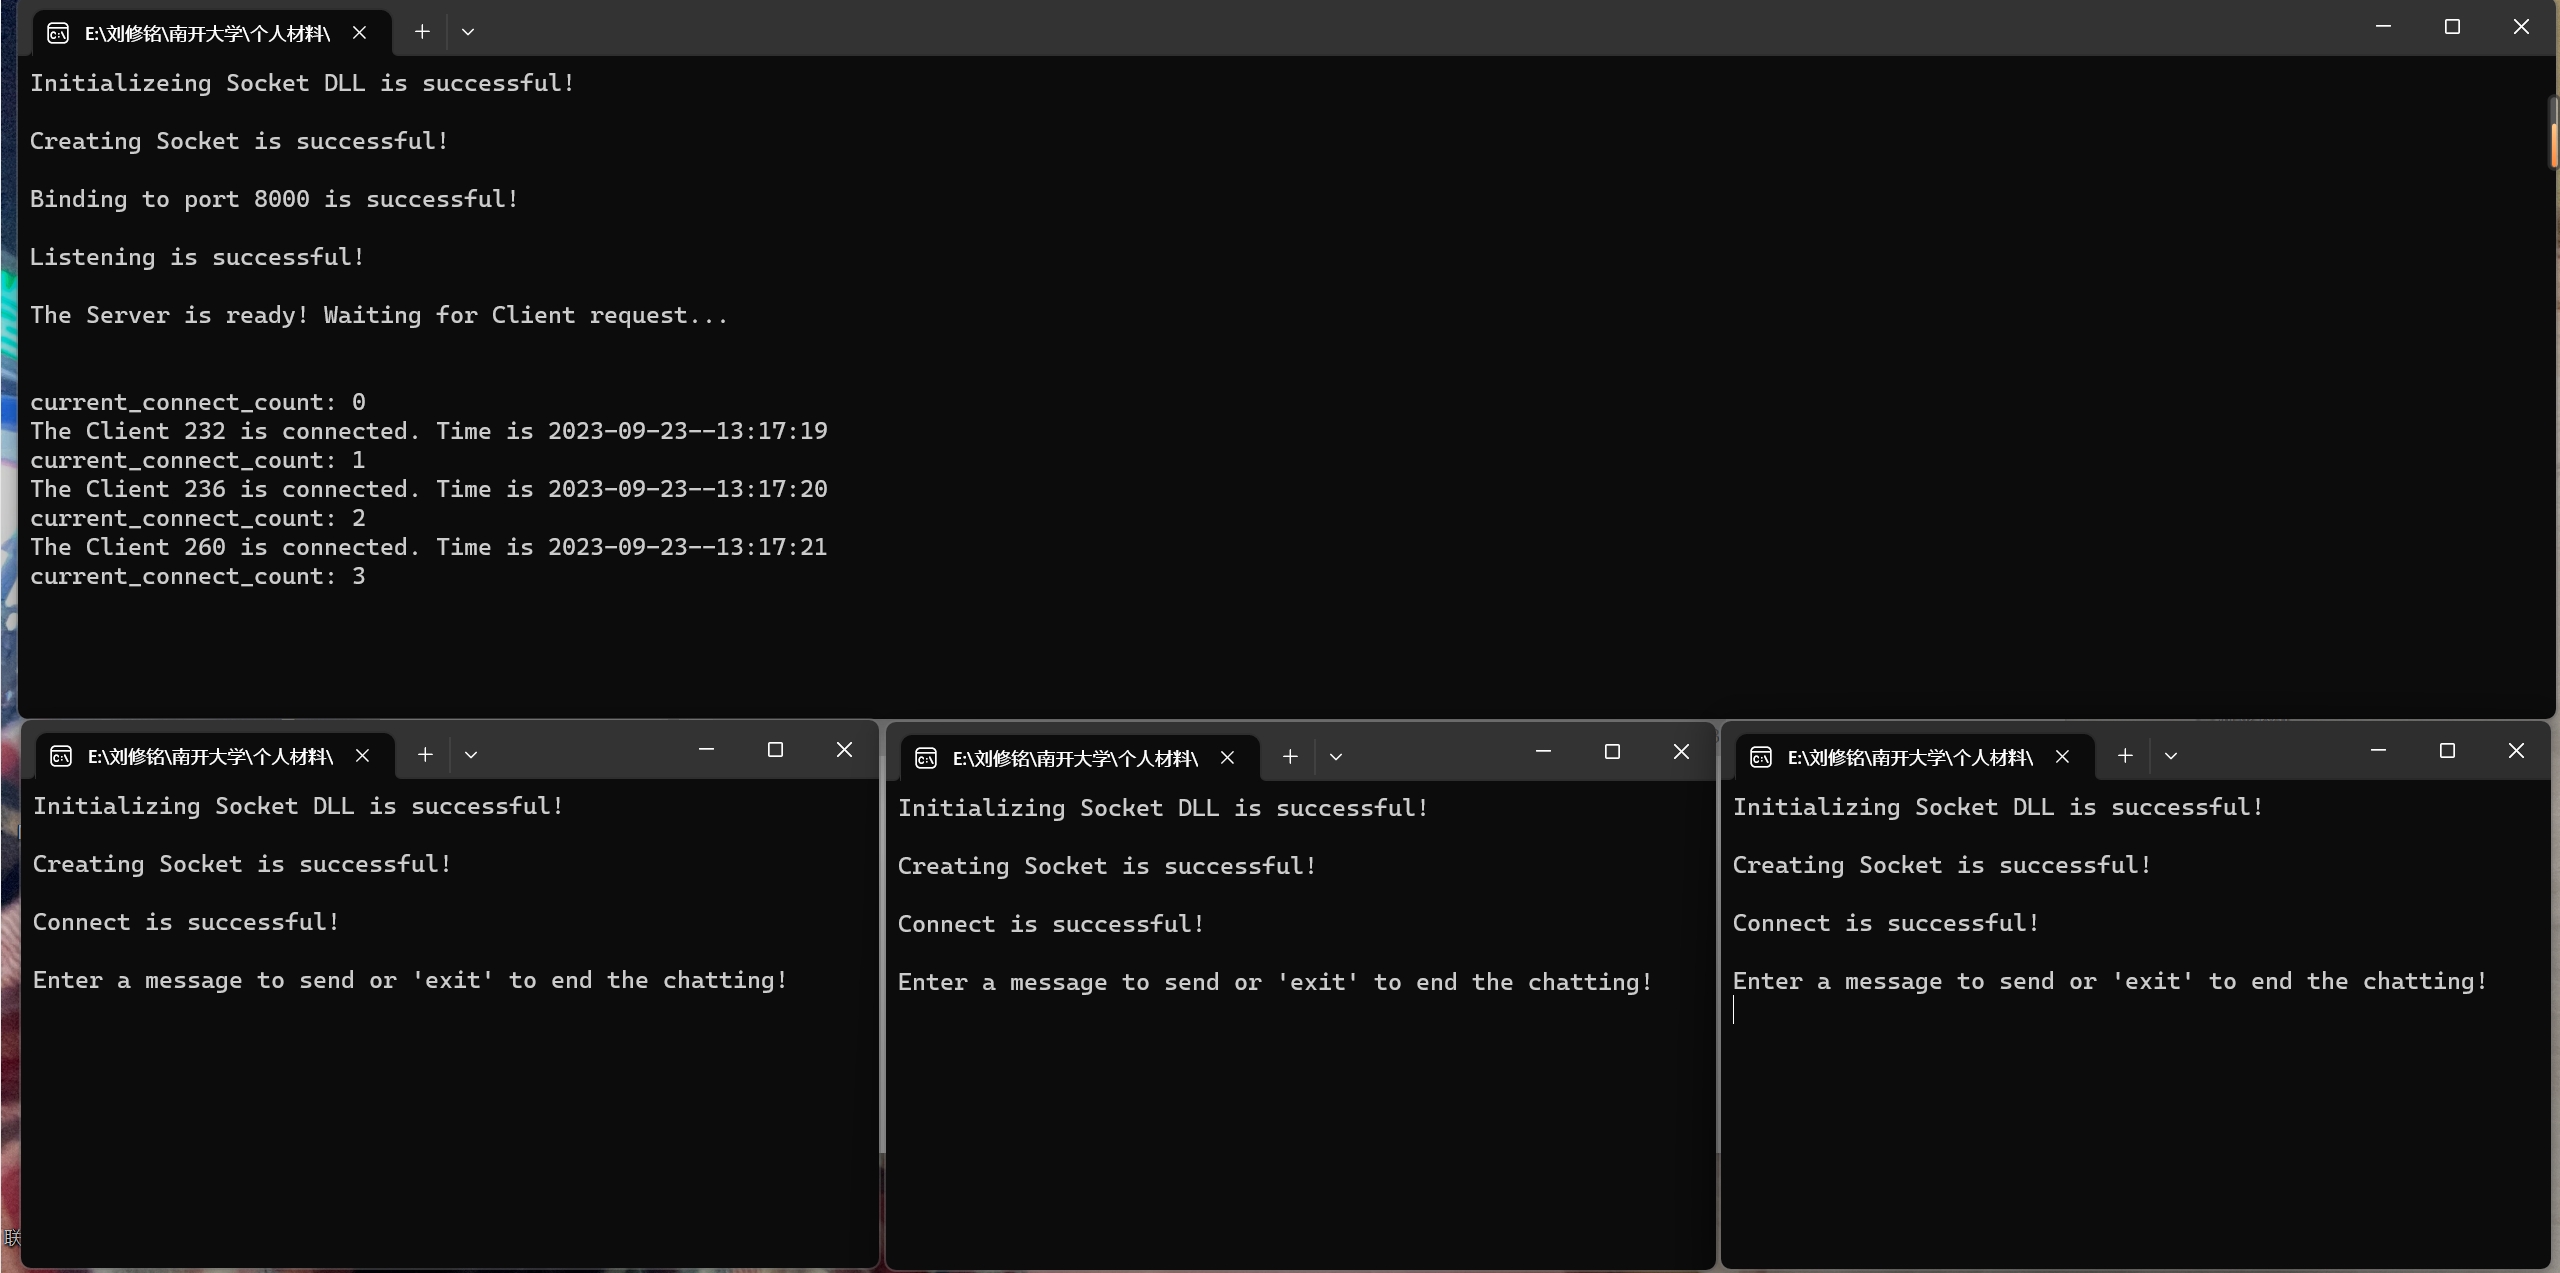 E:\刘修铭\南开大学\个人材料\
Initializeing Socket DLL is successful!
Creating Socket is successful!
Binding to port 8000 is successful!
Listening is successful!
The Server is ready! Waiting for Client request...
current_connect_count: 0
The Client 232 is connected. Time is 2023-09-23--13:17:19
current_connect_count: 1
The Client 236 is connected. Time is 2023-09-23--13:17:20
current_connect_count: 2
The Client 260 is connected. Time is 2023-09-23--13:17:21
current_connect_count: 3
E:\刘修铭\南开大学\个人材料\
Initializing Socket DLL is successful!
Creating Socket is successful!
Connect is successful!
Enter a message to send or 'exit' to end the chatting!
E:\刘修铭\南开大学\个人材料\
Initializing Socket DLL is successful!
Creating Socket is successful!
Connect is successful!
Enter a message to send or 'exit' to end the chatting!
E:\刘修铭\南开大学\个人材料\
Initializing Socket DLL is successful!
Creating Socket is successful!
Connect is successful!
Enter a message to send or 'exit' to end the chatting!
联